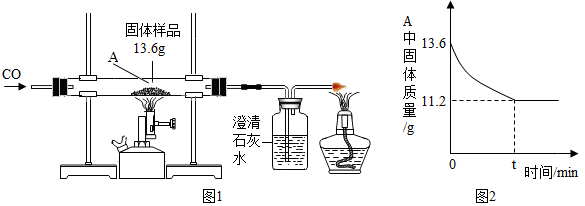 固体样品
13.6g
A
CO
澄清
石灰
水
图1
A
中
固
体
质
量
/g
13.6
11.2
0
t
时间/min
图2